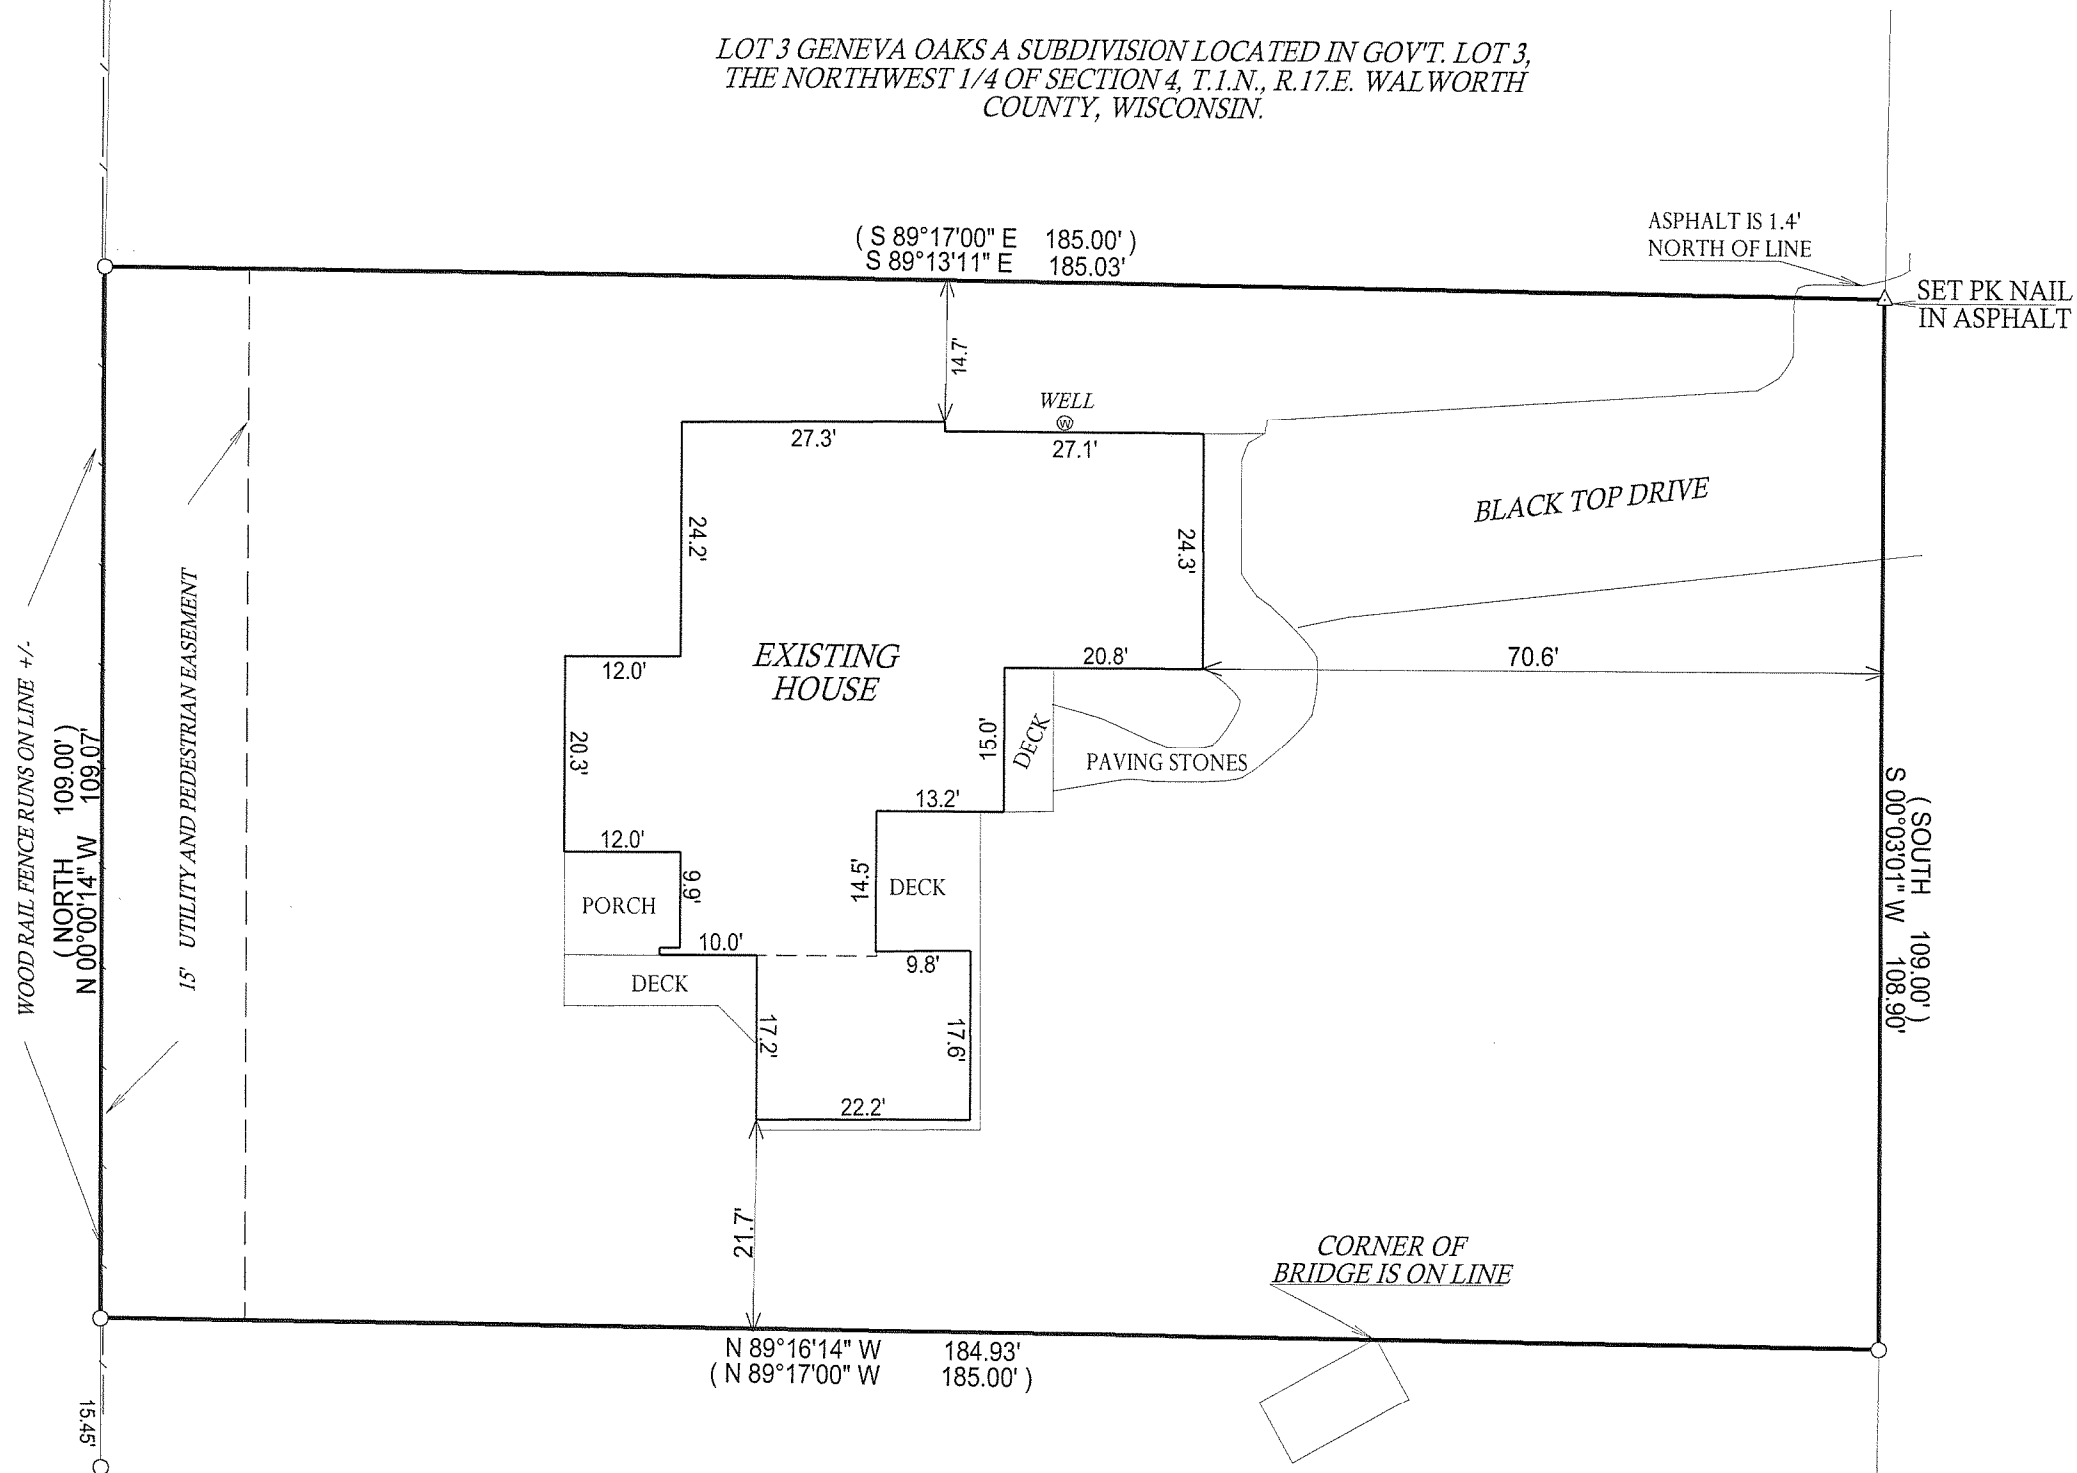 LOT 3 GENEVA OAKS A SUBDIVISION LOCATED IN GOV'T. LOT 3,
THE NORTHWEST 1/4 OF SECTION 4, T.1.N., R.17.E. WALWORTH
COUNTY, WISCONSIN.
( S 89°17'00" E 185.00' )
S 89°13'11" E 185.03'
ASPHALT IS 1.4'
NORTH OF LINE
SET PK NAIL
IN ASPHALT
14.7'
WELL
W
27.3'
27.1'
BLACK TOP DRIVE
24.2'
24.3'
EXISTING
HOUSE
12.0'
20.8'
70.6'
20.3'
15.0'
DECK
PAVING STONES
13.2'
12.0'
9.9'
14.5'
DECK
PORCH
10.0'
9.8'
DECK
17.2'
17.6'
22.2'
21.7'
WOOD RAIL FENCE RUNS ON LINE +/-
( NORTH 109.00' )
N 00°00'14" W 109.07'
15' UTILITY AND PEDESTRIAN EASEMENT
( SOUTH 109.00' )
S 00°03'01" W 108.90'
CORNER OF
BRIDGE IS ON LINE
N 89°16'14" W 184.93'
( N 89°17'00" W 185.00' )
15.45'